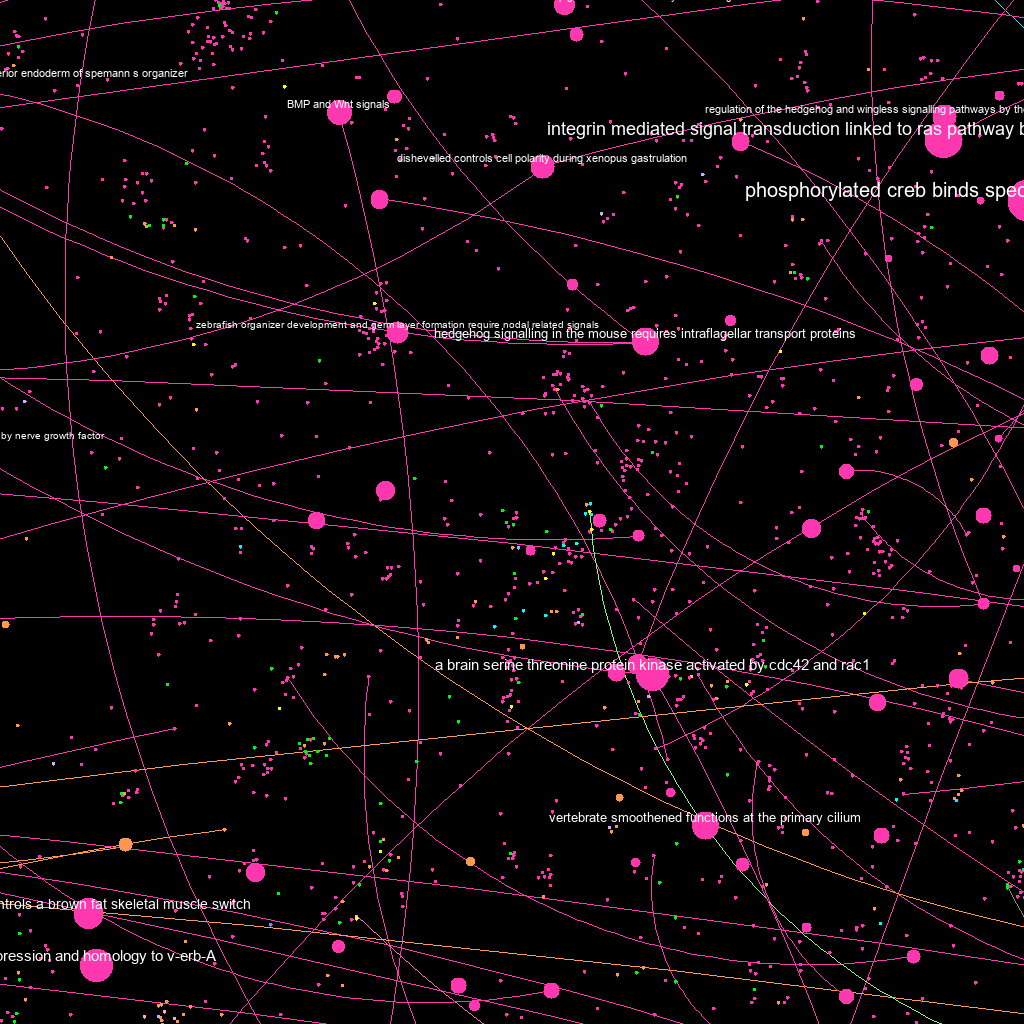 erior endoderm of spemann s organizer
BMP and Wnt signals
regulation of the hedgehog and wingless signalling pathways by the
integrin mediated signal transduction linked to ras pathway b
dishevelled controls cell polarity during xenopus gastrulation
phosphorylated creb binds spec
zebrafish organizer development and germ layer formation require nodal related signals
hedgehog signalling in the mouse requires intraflagellar transport proteins
by nerve growth factor
a brain serine threonine protein kinase activated by cdc42 and rac1
vertebrate smoothened functions at the primary cilium
ntrols a brown fat skeletal muscle switch
pression and homology to v-erb-A